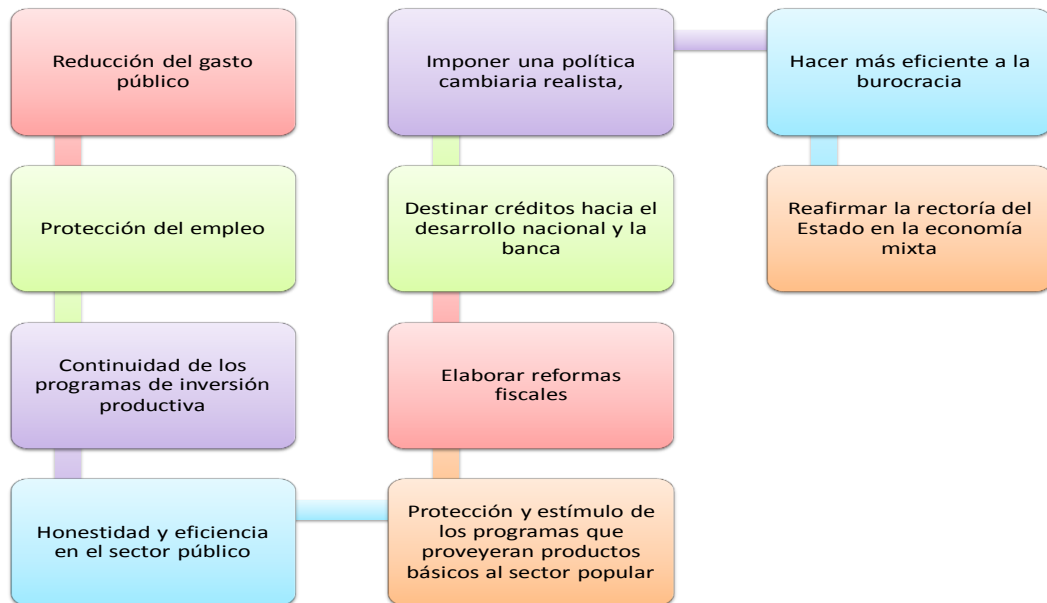 Reducción del gasto
público
Protección del empleo
Continuidad de los
programas de inversión
productiva
Honestidad y eficiencia
en el sector público
Protección y estímulo de
los programas que
proveyeran productos
básicos al sector popular
Elaborar reformas
fiscales
Destinar créditos hacia el
desarrollo nacional y la
banca
Imponer una política
cambiaria realista,
Hacer más eficiente a la
burocracia
Reafirmar la rectoría del
Estado en la economía
mixta